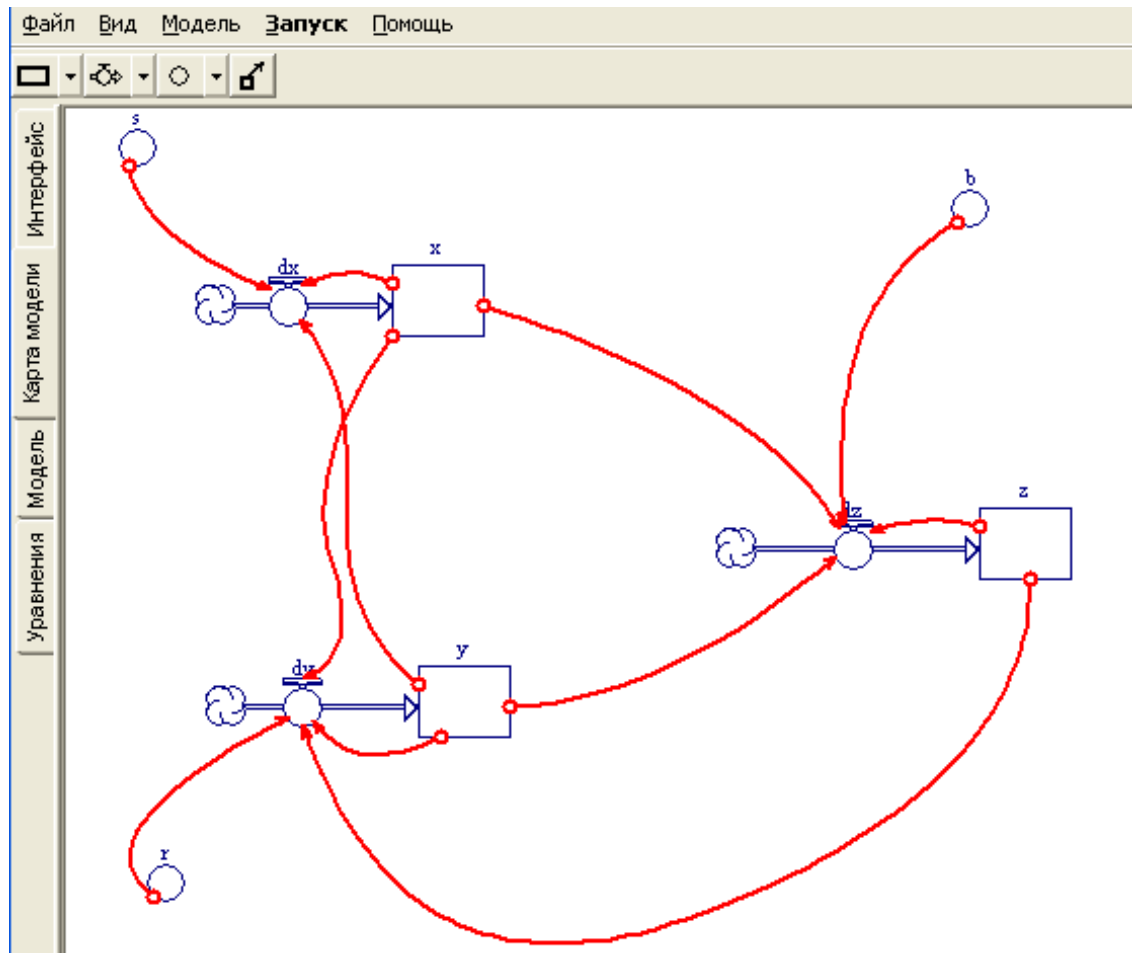 Файл Вид Модель Запуск Помощь
Интерфейс
Карта модели
Модель
Уравнения
s
b
dx
x
dz
z
dy
y
r